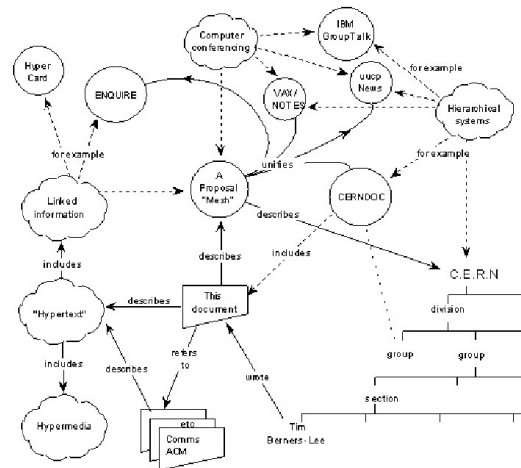 IBM
GroupTalk
Computer
conferencing
Hyper
Card
ENQUIRE
VAX/
NOTES
uucp
News
for example
Hierarchical
systems
for example
for example
unifies
A
Proposal
"Mesh"
CERNDOC
Linked
information
describes
includes
describes
includes
C.E.R.N
This
document
describes
"Hypertext"
division
refers
to
group
group
includes
describes
wrote
section
Hypermedia
etc
Comms
ACM
Tim
Berners-Lee